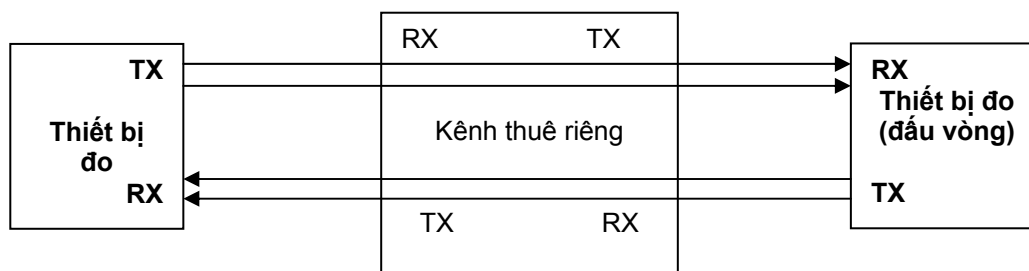 RX TX
TX
Thiết bị
đo
RX
Kênh thuê riêng
TX RX
RX
Thiết bị đo
(đấu vòng)
TX